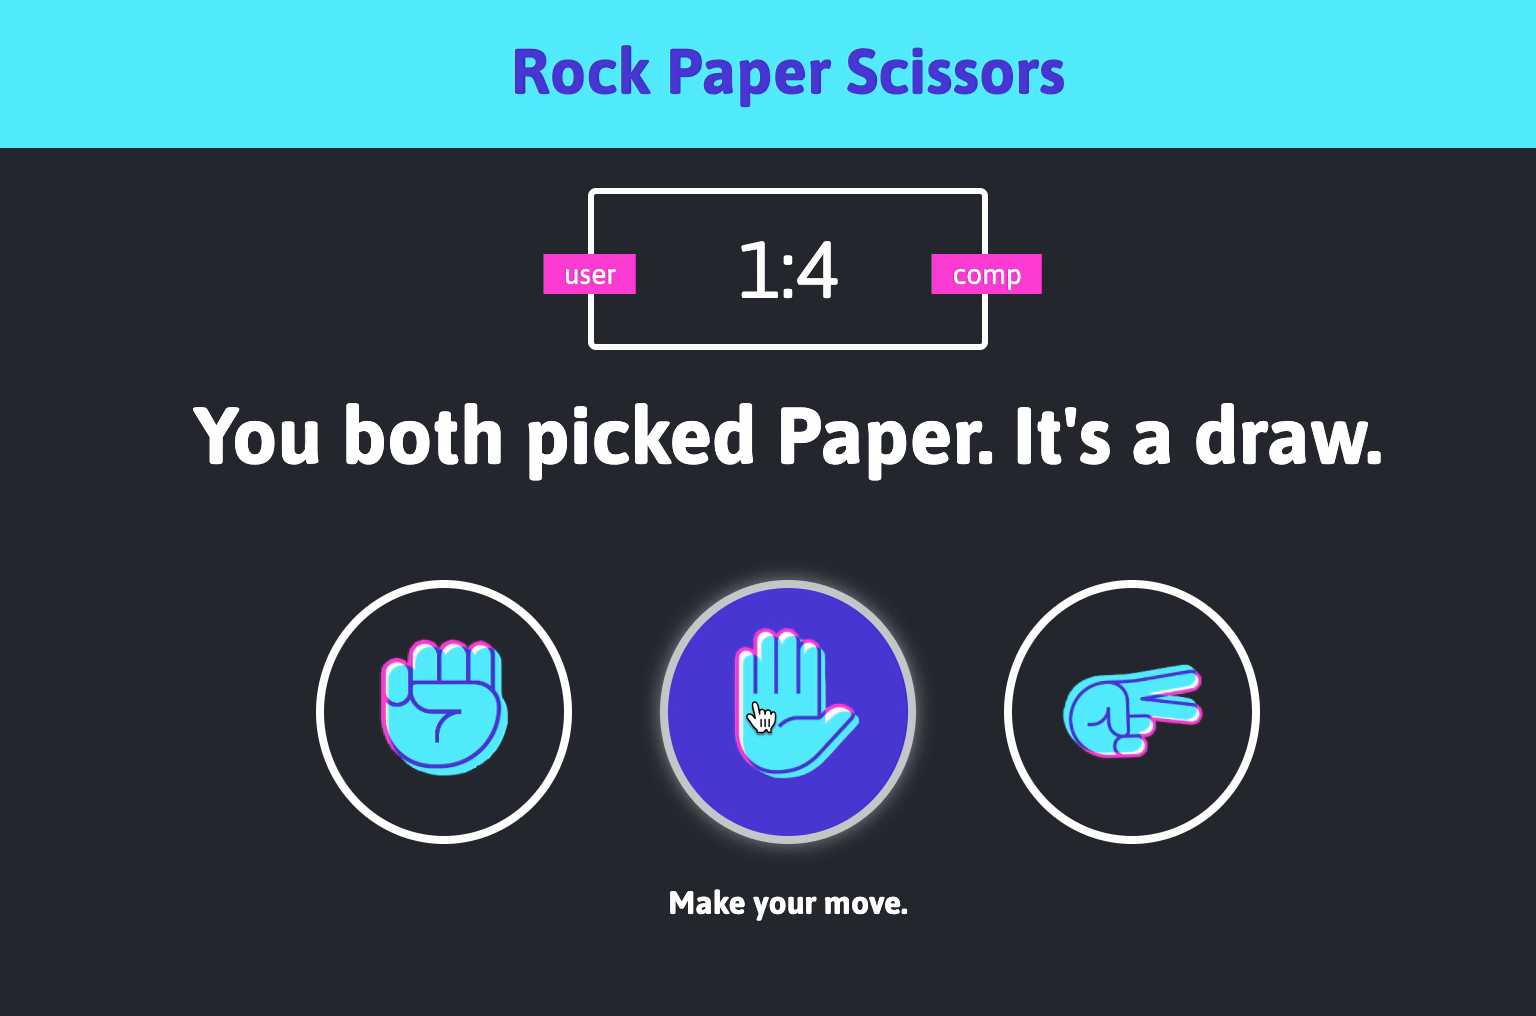 Rock Paper Scissors
user
1:4
comp
You both picked Paper. It's a draw.
Make your move.